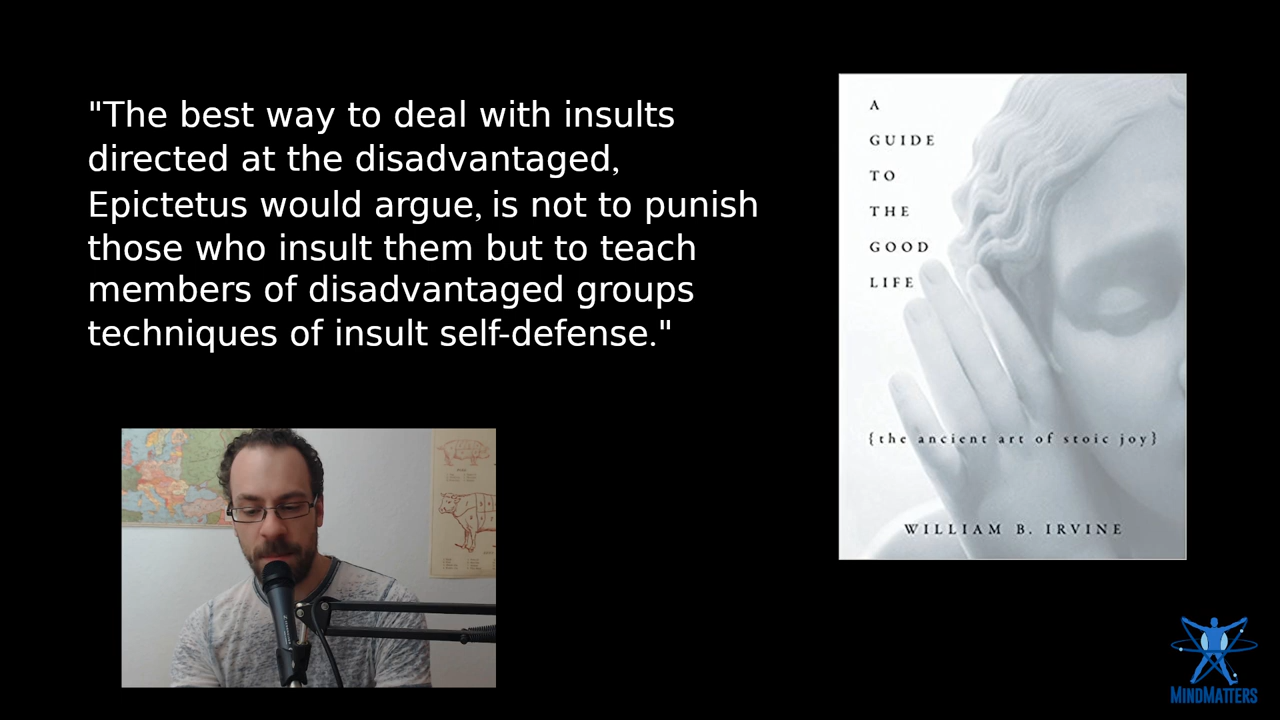 "The best way to deal with insults
directed at the disadvantaged,
Epictetus would argue, is not to punish
those who insult them but to teach
members of disadvantaged groups
techniques of insult self-defense."
A
GUIDE
TO
THE
GOOD
LIFE
{the ancient art of stoic joy}
WILLIAM B. IRVINE
MINDMATTERS